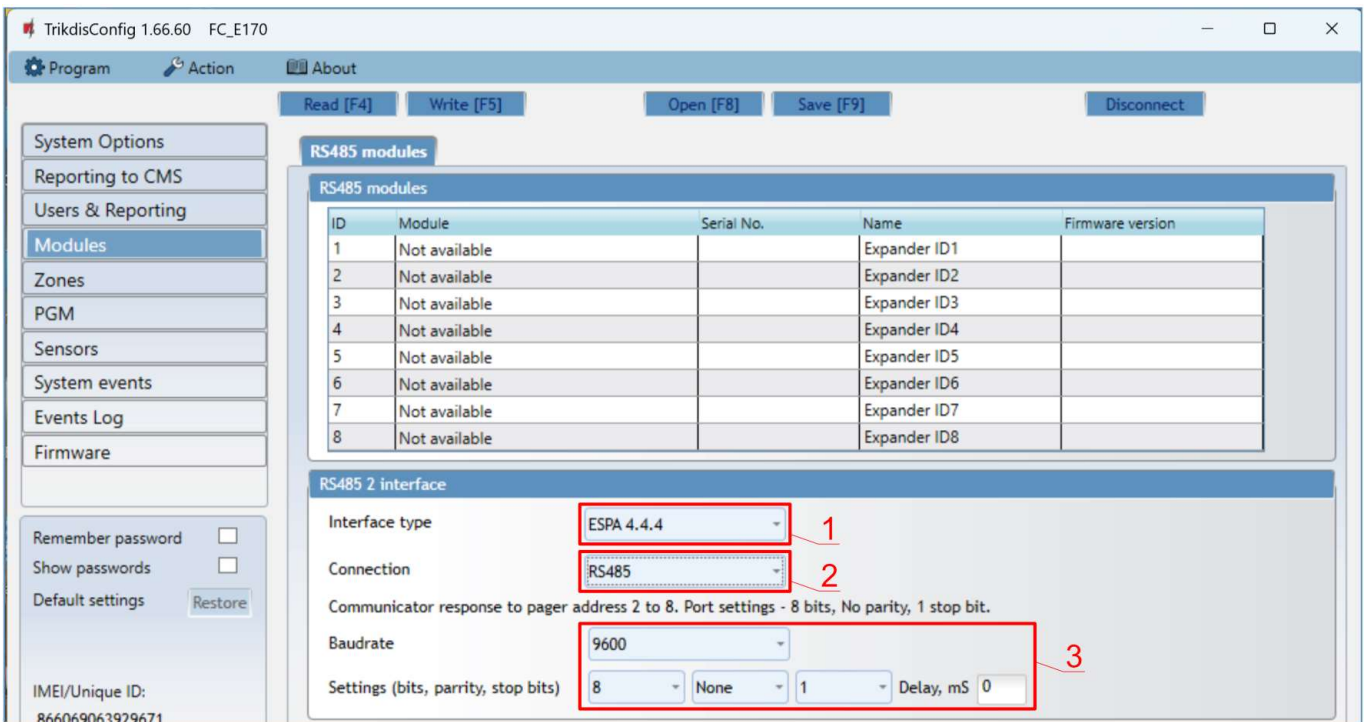 TrikdisConfig 1.66.60 FC_E170
Program Action About
Read [F4] Write [F5] Open [F8] Save [F9] Disconnect
System Options
Reporting to CMS
Users & Reporting
Modules
Zones
PGM
Sensors
System events
Events Log
Firmware
Remember password
Show passwords
Default settings Restore
IMEI/Unique ID:
866069063929671
RS485 modules
RS485 modules
ID Module Serial No. Name Firmware version
1 Not available Expander ID1
2 Not available Expander ID2
3 Not available Expander ID3
4 Not available Expander ID4
5 Not available Expander ID5
6 Not available Expander ID6
7 Not available Expander ID7
8 Not available Expander ID8
RS485 2 interface
Interface type ESPA 4.4.4 1
Connection RS485 2
Communicator response to pager address 2 to 8. Port settings - 8 bits, No parity, 1 stop bit.
Baudrate 9600
3
Settings (bits, parrity, stop bits) 8 None 1 Delay, mS 0